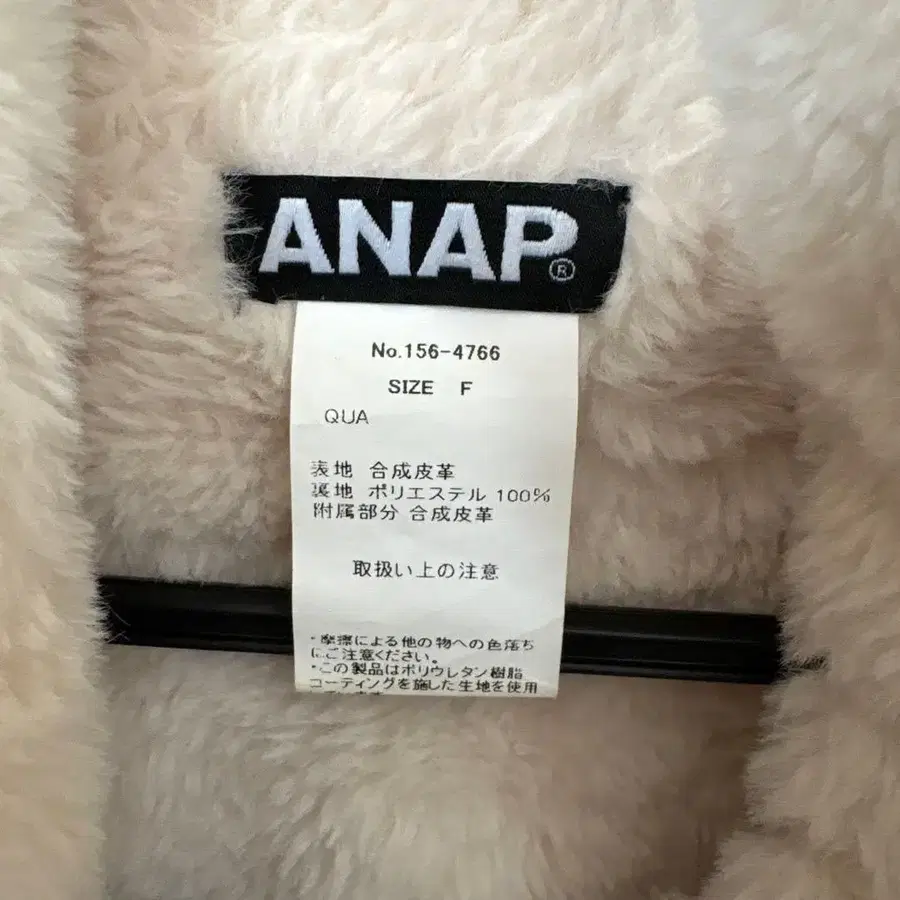 ANAP®
No.156-4766
SIZE F
QUA
表地 合成皮革
裏地 ポリエステル 100%
附属部分 合成皮革
取扱い上の注意
・摩擦による他の物への色落ち
にご注意ください。
・この製品はポリウレタン樹脂
コーティングを施した生地を使用